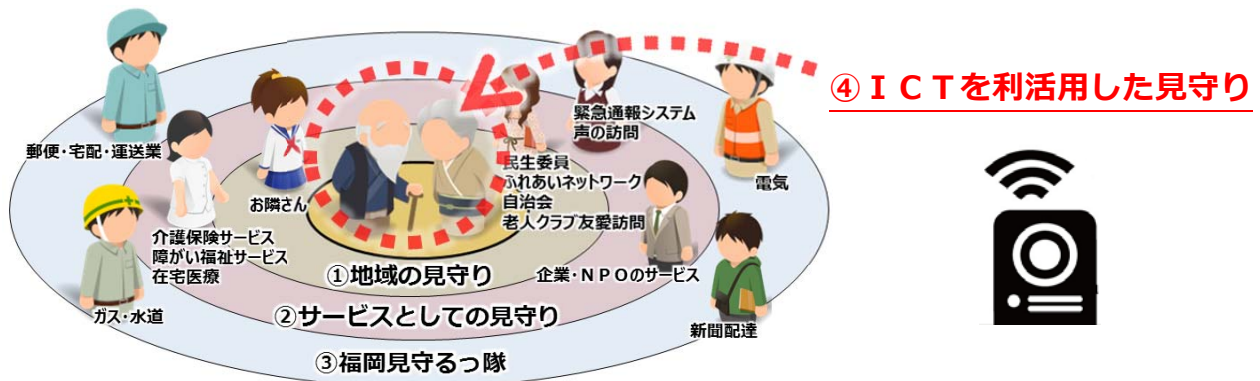 ④ＩＣＴを利活用した見守り
緊急通報システム
声の訪問
郵便・宅配・運送業
電気
お隣さん
民生委員
ふれあいネットワーク
自治会
老人クラブ友愛訪問
介護保険サービス
障がい福祉サービス
在宅医療
①地域の見守り
企業・ＮＰＯのサービス
ガス・水道
②サービスとしての見守り
新聞配達
③福岡見守るっ隊